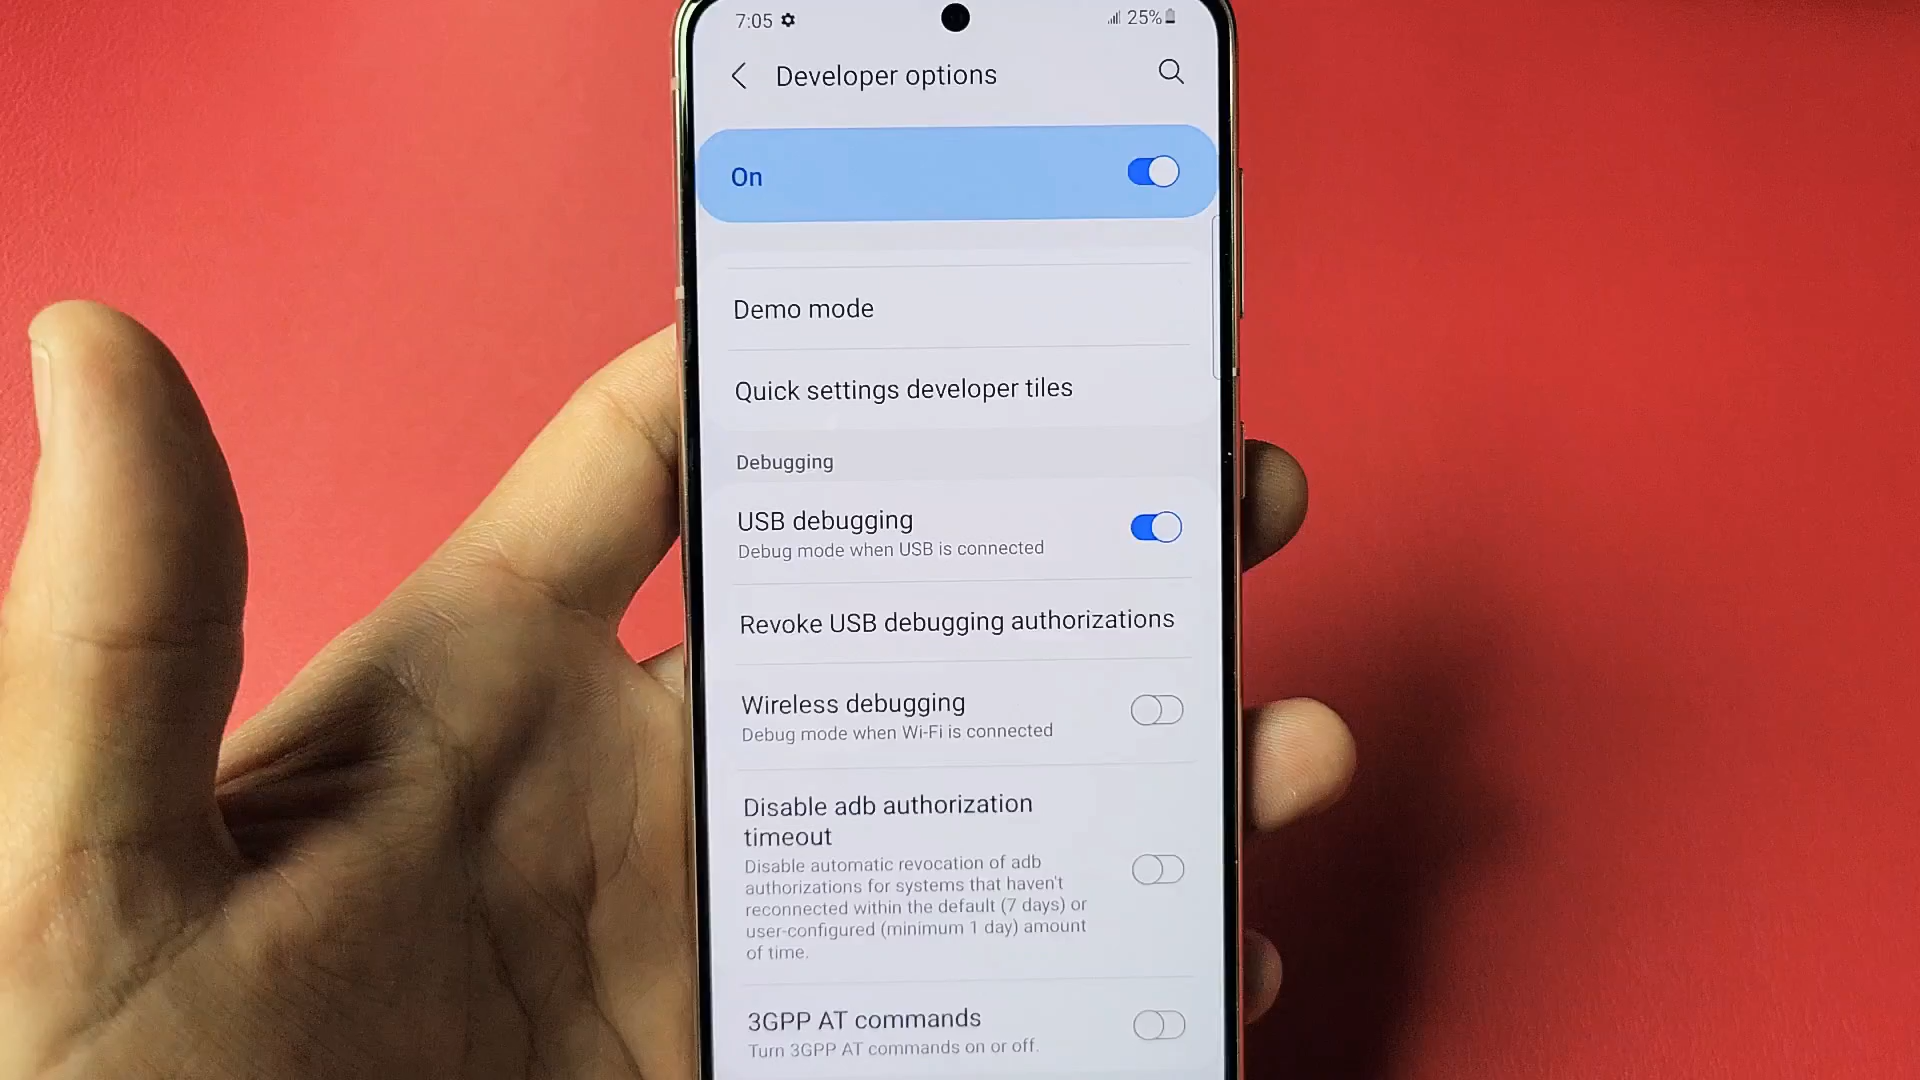 7:05 25%
Developer options
On
Demo mode
Quick settings developer tiles
Debugging
USB debugging
Debug mode when USB is connected
Revoke USB debugging authorizations
Wireless debugging
Debug mode when Wi-Fi is connected
Disable adb authorization
timeout
Disable automatic revocation of adb
authorizations for systems that haven't
reconnected within the default (7 days) or
user-configured (minimum 1 day) amount
of time.
3GPP AT commands
Turn 3GPP AT commands on or off.